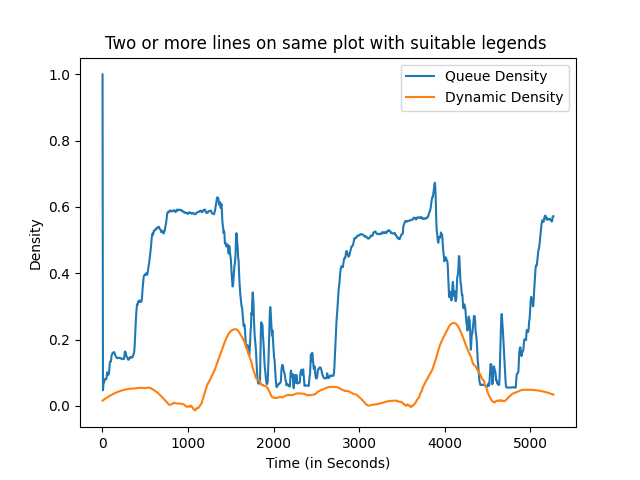 Two or more lines on same plot with suitable legends
Queue Density
Dynamic Density
1.0
0.8
0.6
0.4
0.2
0.0
Density
0 1000 2000 3000 4000 5000
Time (in Seconds)